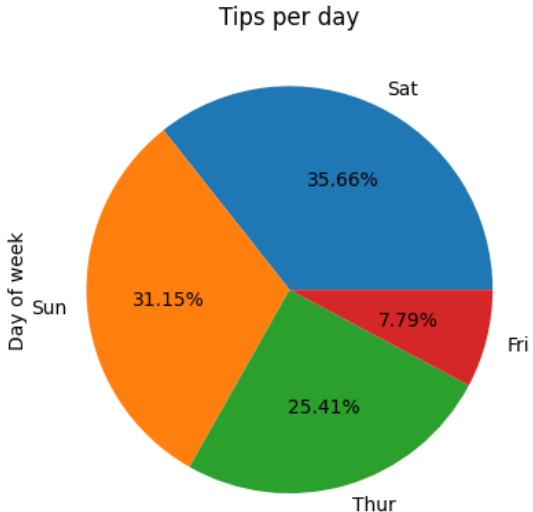 Tips per day
Sat
35.66%
Day of week
Sun
31.15%
7.79%
Fri
25.41%
Thur